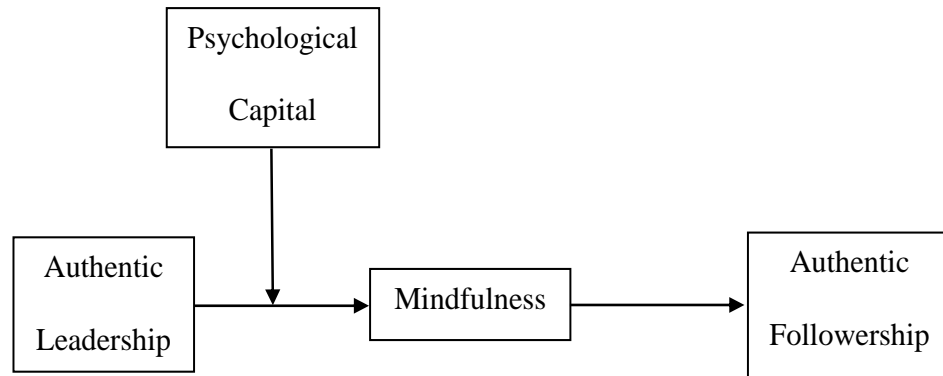 Psychological
Capital
Authentic
Leadership
Mindfulness
Authentic
Followership